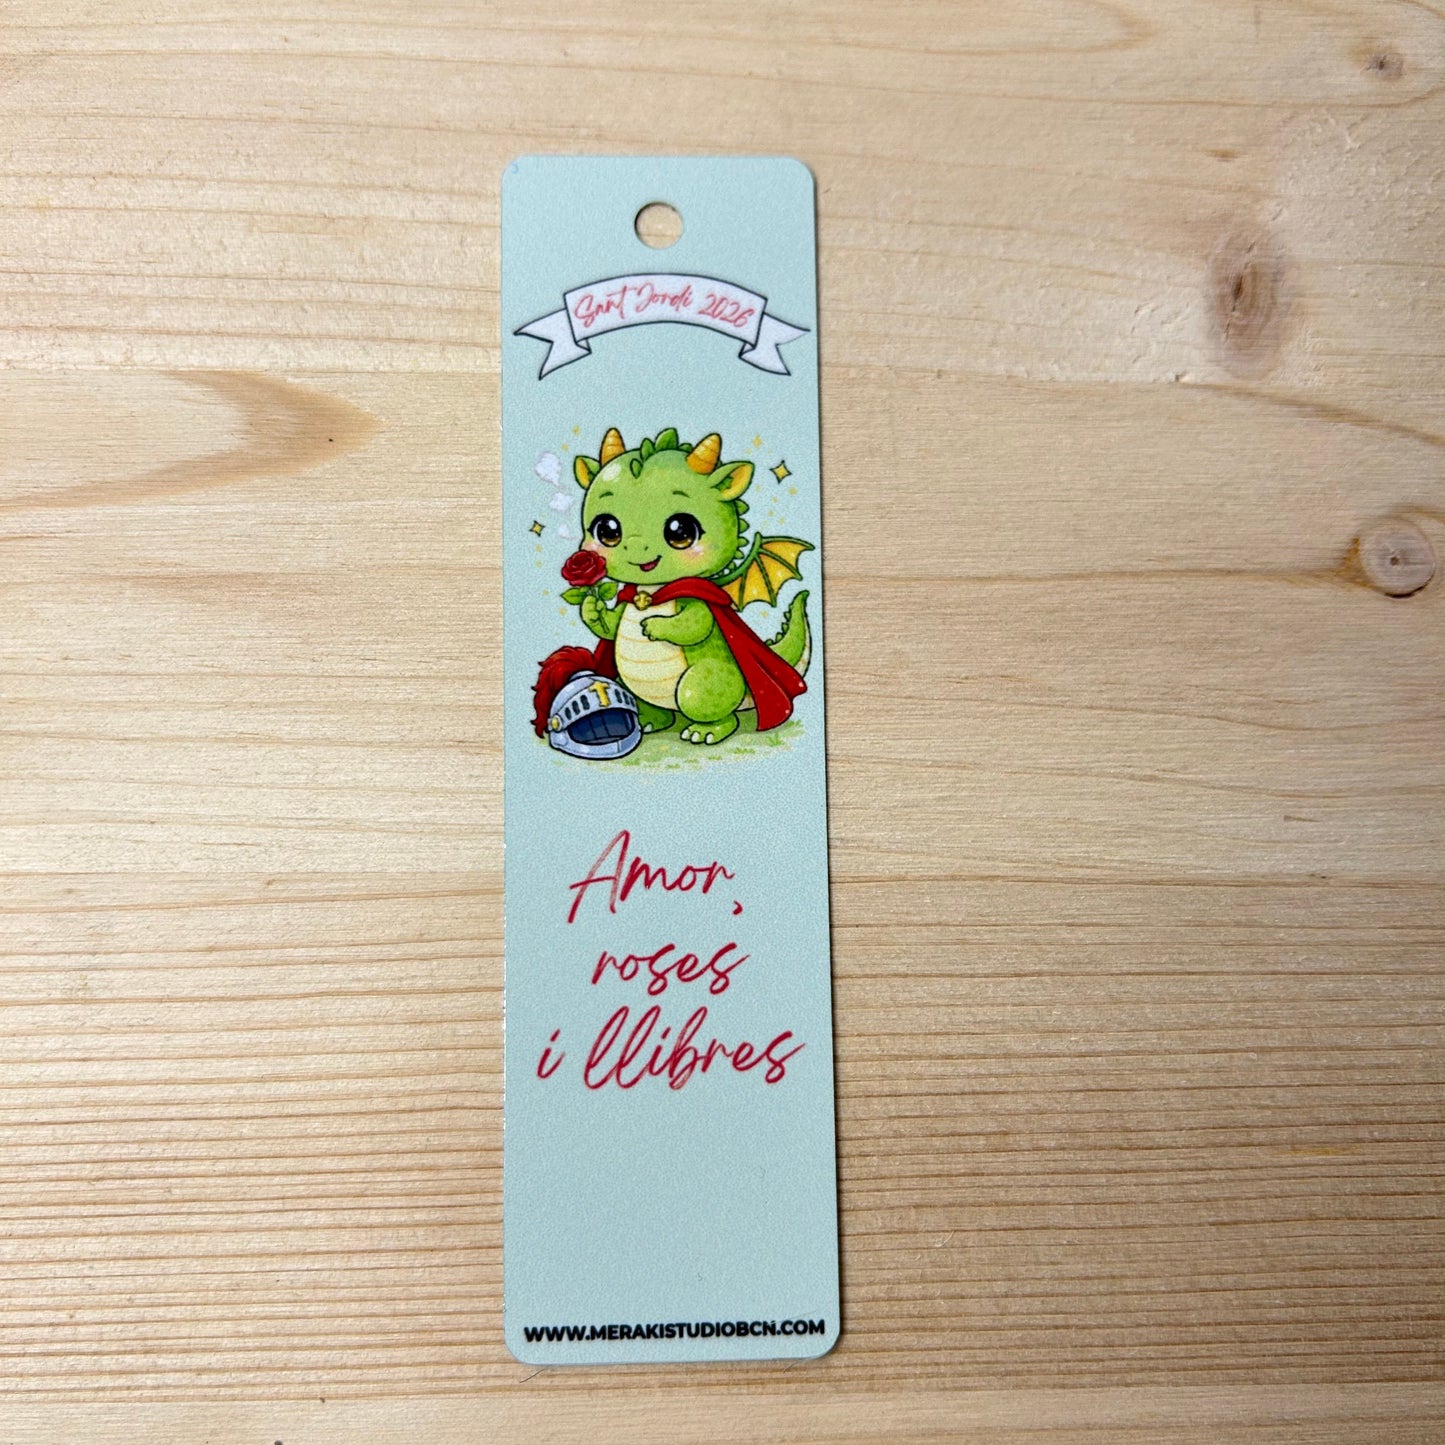 Sant Jordi 2026
Amor,
roses
i llibres
WWW.MERAKISTUDIOBCN.COM